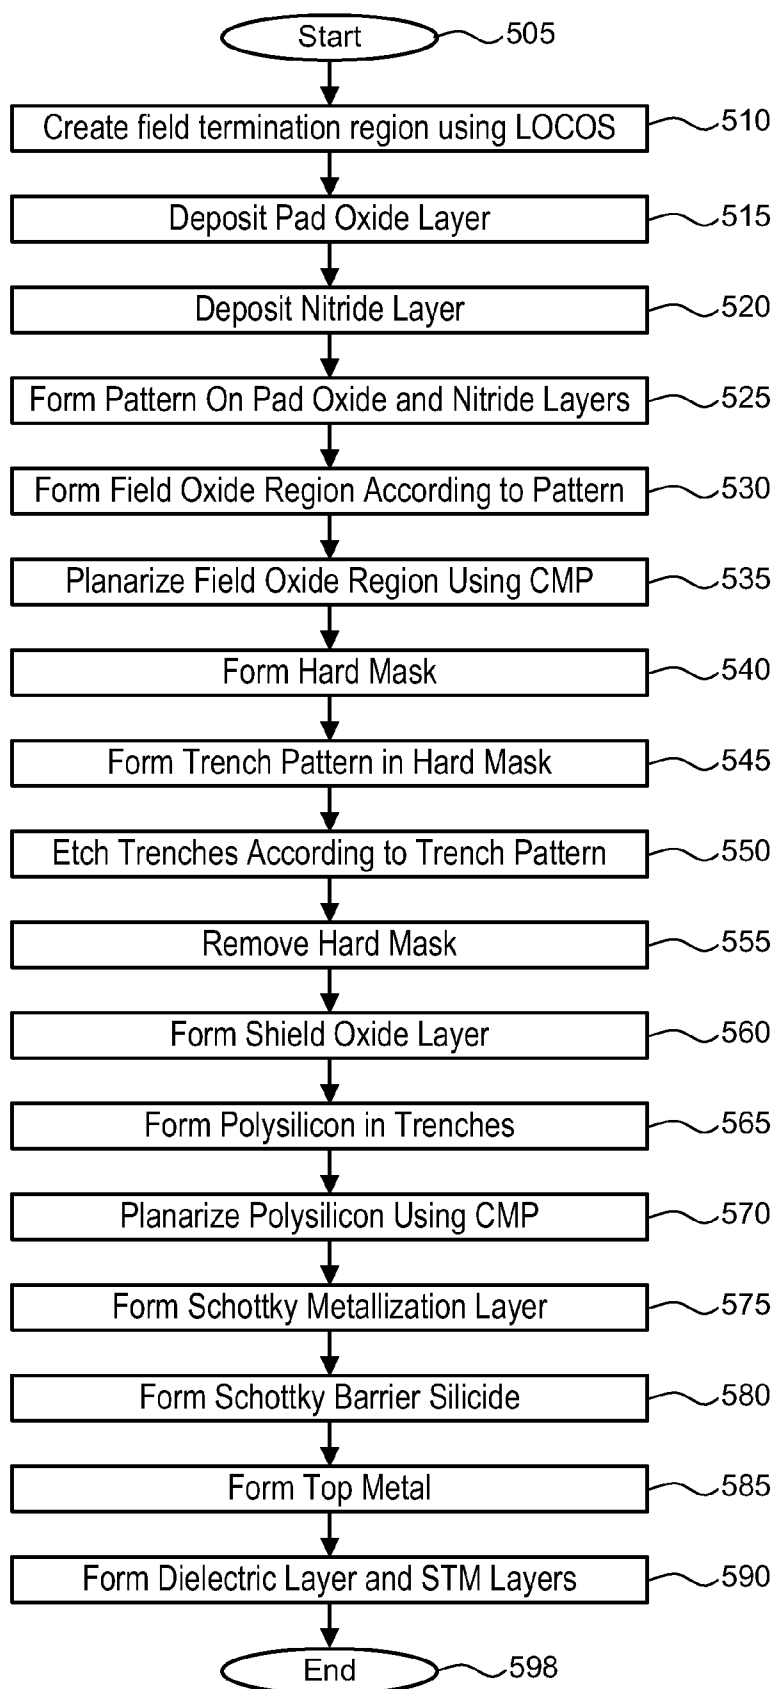 Start 505
Create field termination region using LOCOS 510
Deposit Pad Oxide Layer 515
Deposit Nitride Layer 520
Form Pattern On Pad Oxide and Nitride Layers 525
Form Field Oxide Region According to Pattern 530
Planarize Field Oxide Region Using CMP 535
Form Hard Mask 540
Form Trench Pattern in Hard Mask 545
Etch Trenches According to Trench Pattern 550
Remove Hard Mask 555
Form Shield Oxide Layer 560
Form Polysilicon in Trenches 565
Planarize Polysilicon Using CMP 570
Form Schottky Metallization Layer 575
Form Schottky Barrier Silicide 580
Form Top Metal 585
Form Dielectric Layer and STM Layers 590
End 598